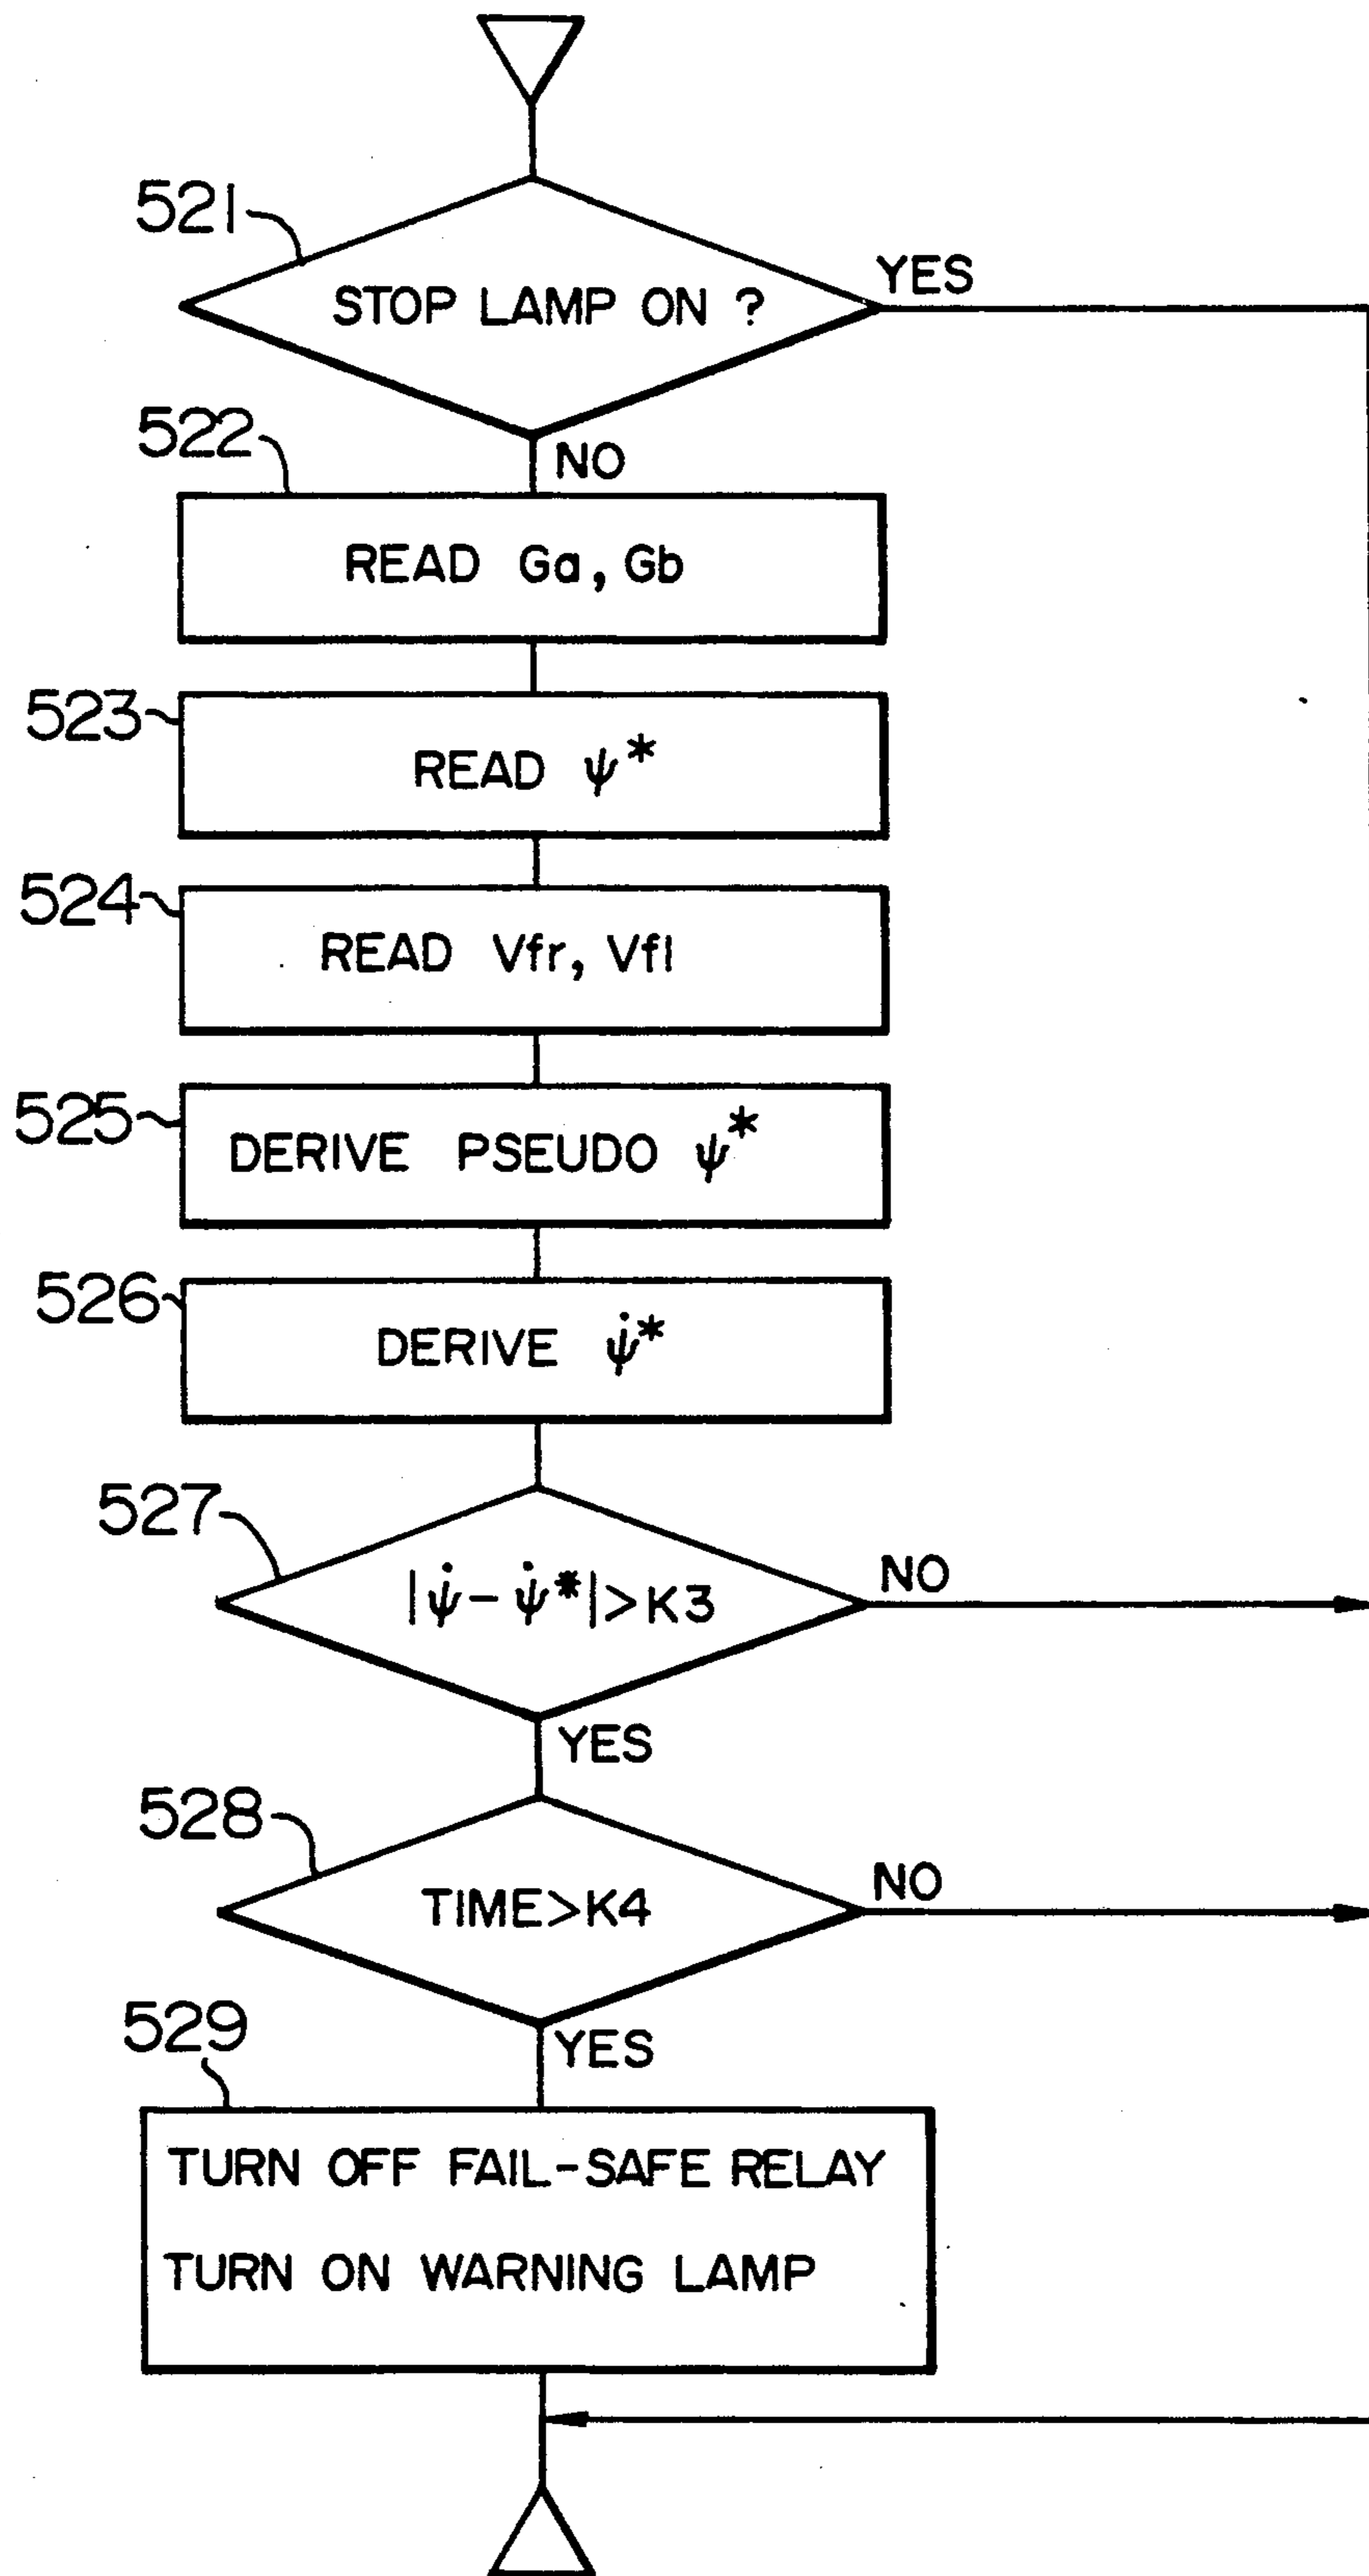 521
STOP LAMP ON ?
YES
NO
522
READ Ga, Gb
523
READ ψ*
524
READ Vfr, Vfl
525
DERIVE PSEUDO ψ*
526
DERIVE ψ̇*
527
|ψ̇ - ψ̇*| > K3
NO
YES
528
TIME>K4
NO
YES
529
TURN OFF FAIL-SAFE RELAY
TURN ON WARNING LAMP